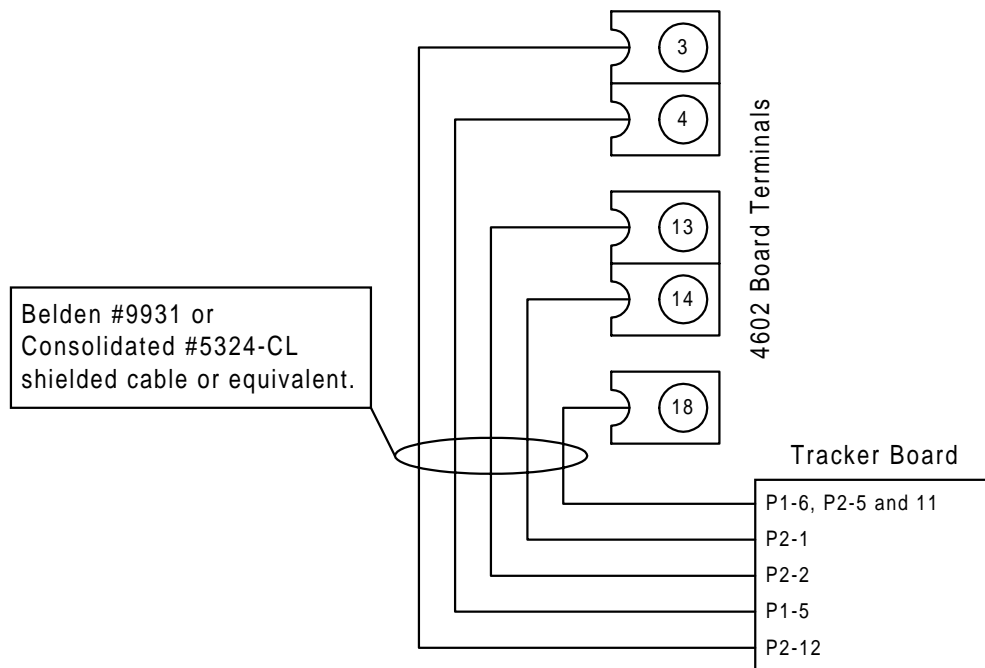 3
4
13
14
18
4602 Board Terminals
Belden #9931 or
Consolidated #5324-CL
shielded cable or equivalent.
Tracker Board
P1-6, P2-5 and 11
P2-1
P2-2
P1-5
P2-12